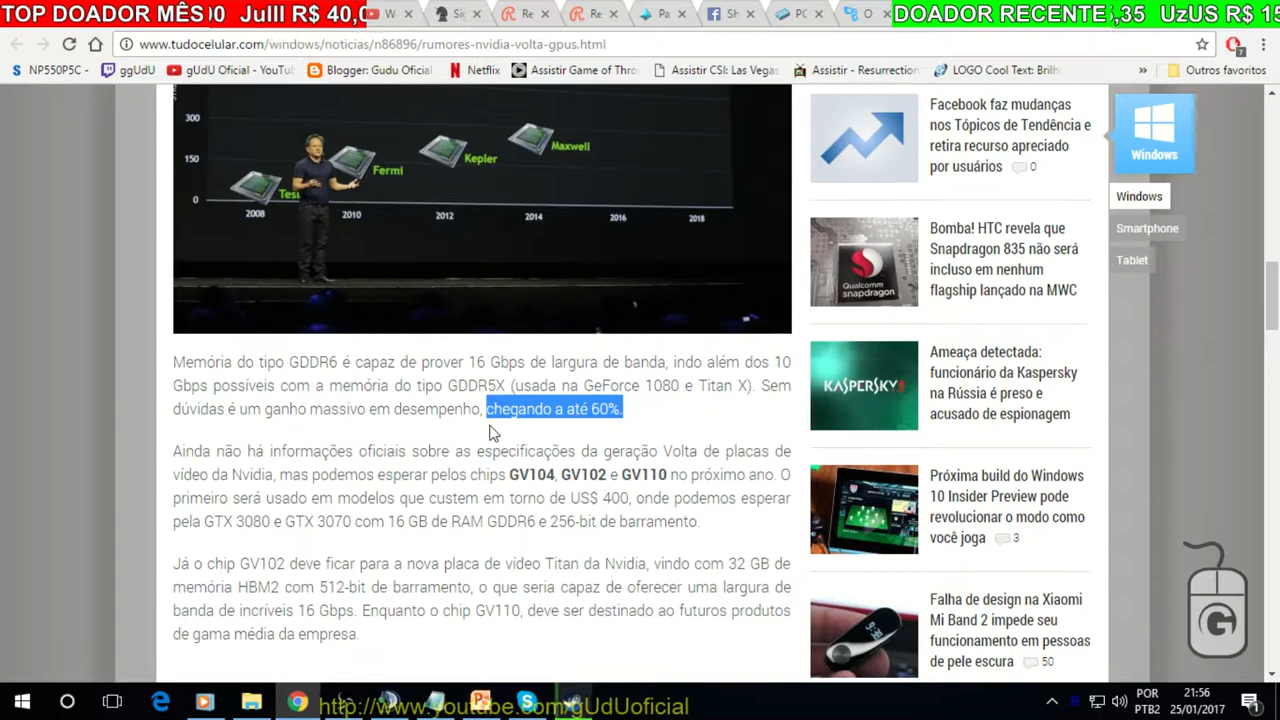 TOP DOADOR MÊS 00 JulII R$ 40,0
DOADOR RECENTE ,35 UzUS R$ 15
Re
Re
Pa
Sh
PC
O
www.tudocelular.com/windows/noticias/n86896/rumores-nvidia-volta-gpus.html
7
NP550P5C -
ggUdU
gUdU Oficial - YouTub
Blogger: Gudu Oficial
Netflix
Assistir Game of Thro
Assistir CSI: Las Vegas
Assistir - Resurrection
LOGO Cool Text: Brilh
»
Outros favoritos
300
150
0
Fermi
Kepler
Maxwell
2008
2010
2012
2014
2016
2018
Memória do tipo GDDR6 é capaz de prover 16 Gbps de largura de banda, indo além dos 10
Gbps possíveis com a memória do tipo GDDR5X (usada na GeForce 1080 e Titan X). Sem
dúvidas é um ganho massivo em desempenho, chegando a até 60%.
Ainda não há informações oficiais sobre as especificações da geração Volta de placas de
vídeo da Nvidia, mas podemos esperar pelos chips GV104, GV102 e GV110 no próximo ano. O
primeiro será usado em modelos que custem em torno de US$ 400, onde podemos esperar
pela GTX 3080 e GTX 3070 com 16 GB de RAM GDDR6 e 256-bit de barramento.
Já o chip GV102 deve ficar para a nova placa de vídeo Titan da Nvidia, vindo com 32 GB de
memória HBM2 com 512-bit de barramento, o que seria capaz de oferecer uma largura de
banda de incríveis 16 Gbps. Enquanto o chip GV110, deve ser destinado ao futuros produtos
de gama média da empresa.
Facebook faz mudanças
nos Tópicos de Tendência e
retira recurso apreciado
por usuários 0
Qualcomm
snapdragon
Bomba! HTC revela que
Snapdragon 835 não será
incluso em nenhum
flagship lançado na MWC
KASPERSKY
Ameaça detectada:
funcionário da Kaspersky
na Rússia é preso e
acusado de espionagem
Próxima build do Windows
10 Insider Preview pode
revolucionar o modo como
você joga 3
Falha de design na Xiaomi
Mi Band 2 impede seu
funcionamento em pessoas
de pele escura 50
Windows
Windows
Smartphone
Tablet
G
http://www.youtube.com/gUdUoficial
POR
PTB2
21:56
25/01/2017
1